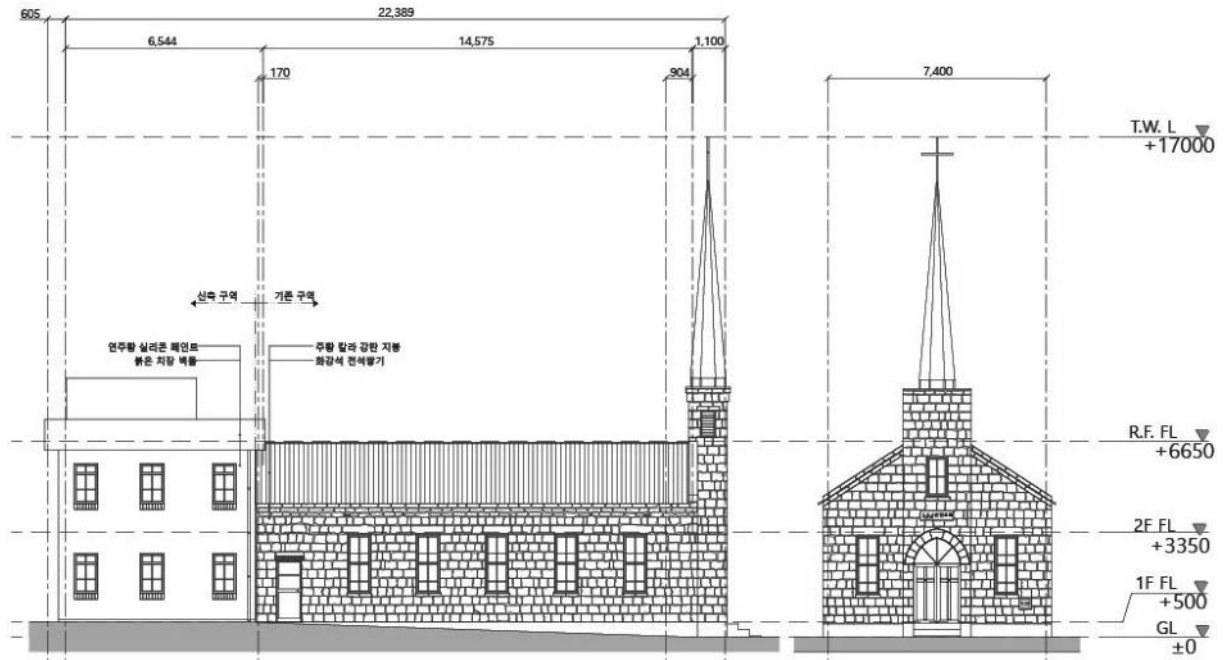 605
22,389
6,544
14,575
1,100
170
904
7,400
T.W. L
+17000
신축 구역
기존 구역
연주황 실리콘 페인트
붉은 치장 벽돌
주황 칼라 강판 지붕
화강석 견석쌓기
R.F. FL
+6650
2F FL
+3350
1F FL
+500
GL
±0